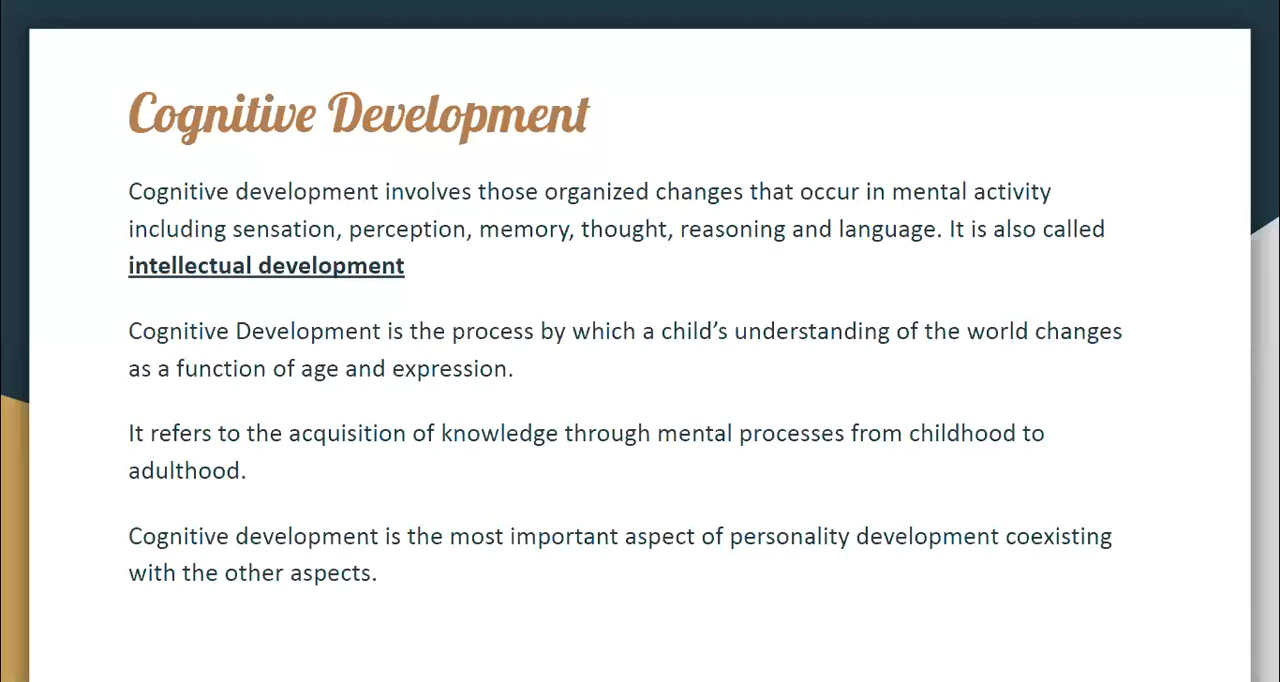 Cognitive Development
Cognitive development involves those organized changes that occur in mental activity
including sensation, perception, memory, thought, reasoning and language. It is also called
intellectual development
Cognitive Development is the process by which a child’s understanding of the world changes
as a function of age and expression.
It refers to the acquisition of knowledge through mental processes from childhood to
adulthood.
Cognitive development is the most important aspect of personality development coexisting
with the other aspects.